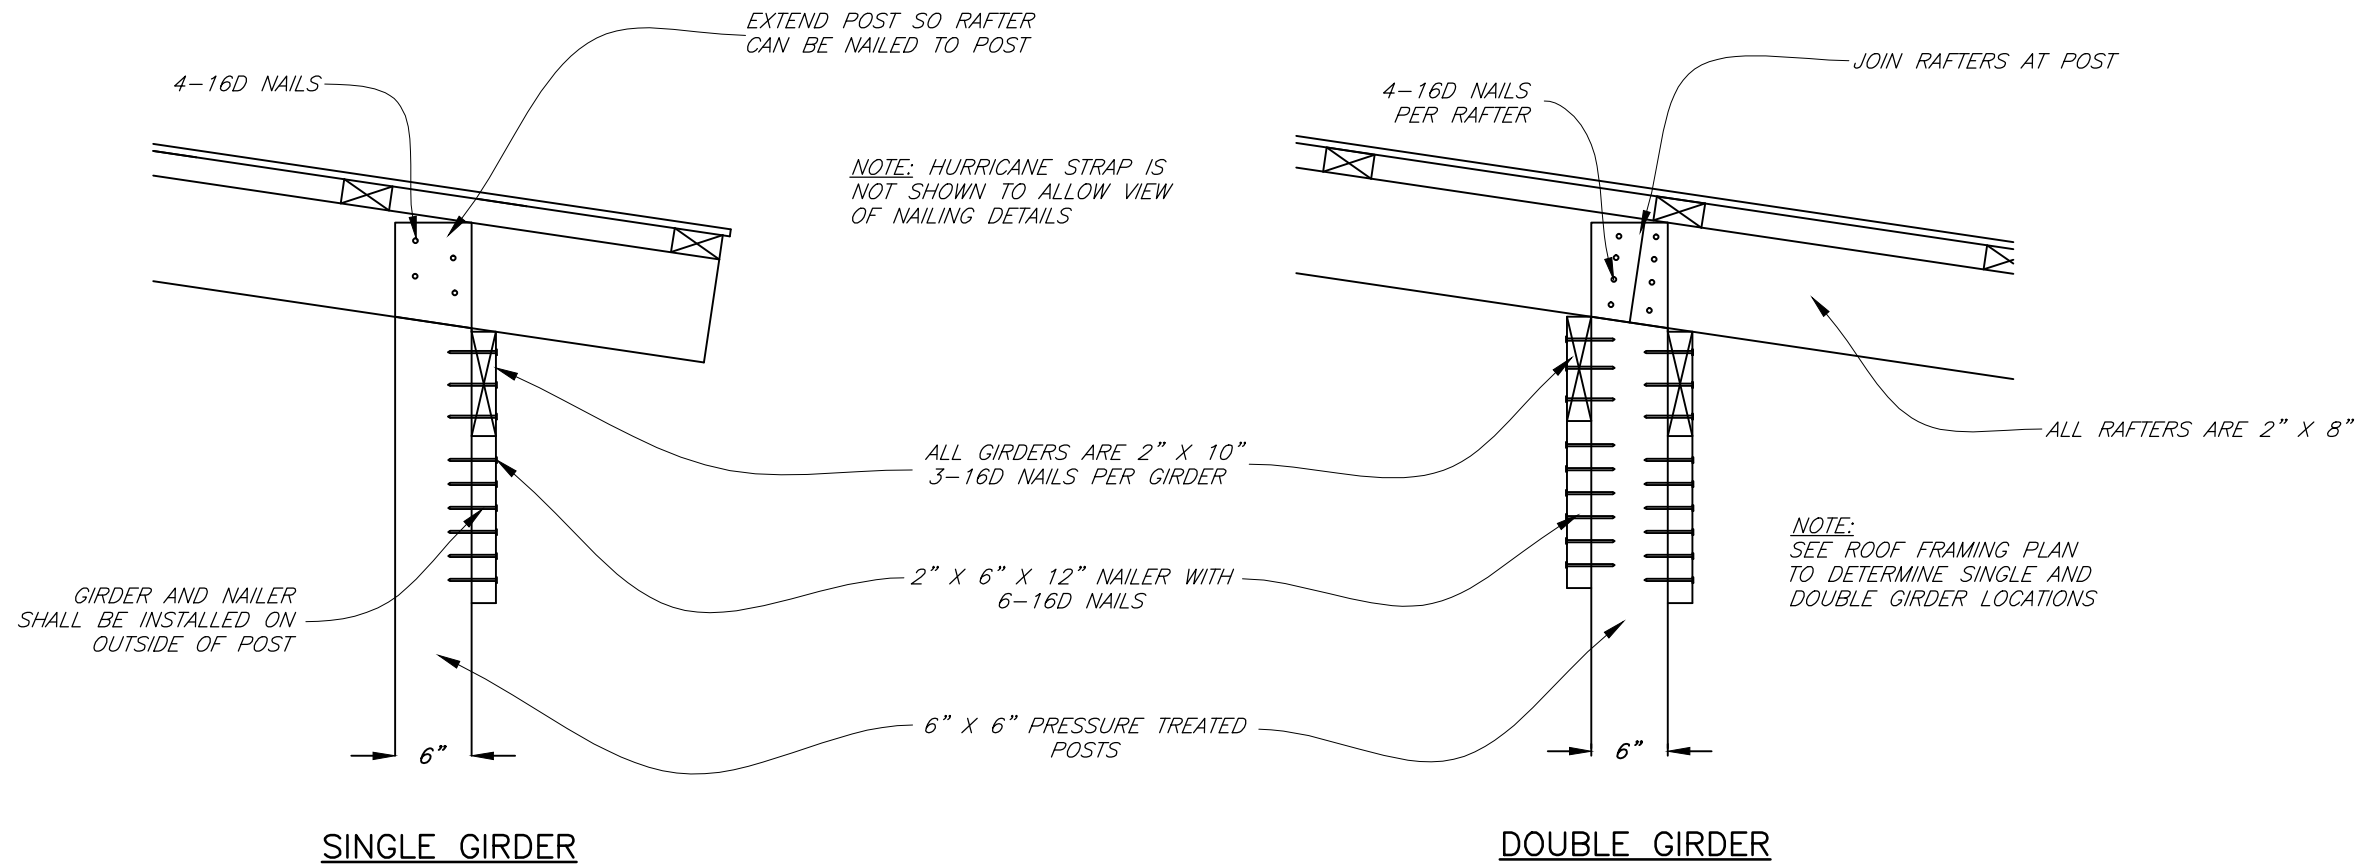 EXTEND POST SO RAFTER
CAN BE NAILED TO POST
4-16D NAILS
NOTE: HURRICANE STRAP IS
NOT SHOWN TO ALLOW VIEW
OF NAILING DETAILS
4-16D NAILS
PER RAFTER
JOIN RAFTERS AT POST
ALL GIRDERS ARE 2" X 10"
3-16D NAILS PER GIRDER
ALL RAFTERS ARE 2" X 8"
GIRDER AND NAILER
SHALL BE INSTALLED ON
OUTSIDE OF POST
2" X 6" X 12" NAILER WITH
6-16D NAILS
NOTE:
SEE ROOF FRAMING PLAN
TO DETERMINE SINGLE AND
DOUBLE GIRDER LOCATIONS
6" X 6" PRESSURE TREATED
POSTS
6"
6"
SINGLE GIRDER
DOUBLE GIRDER